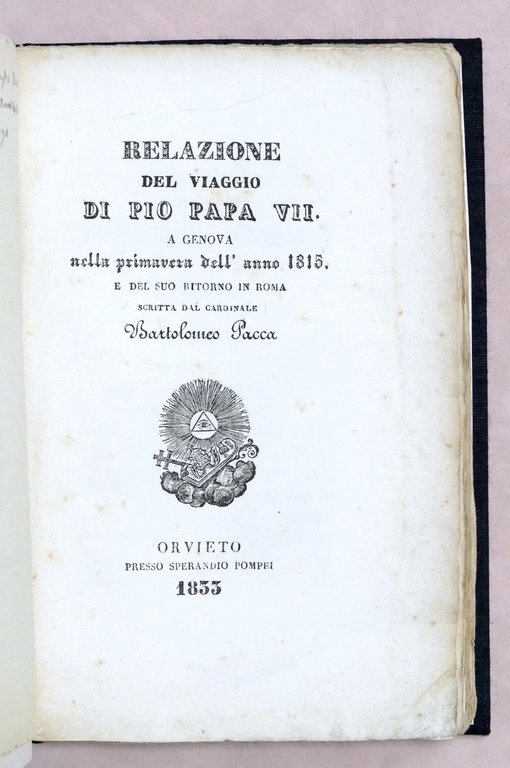 RELAZIONE
DEL VIAGGIO
DI PIO PAPA VII.
A GENOVA
nella primavera dell' anno 1815.
E DEL SUO RITORNO IN ROMA
SCRITTA DAL CARDINALE
Bartolomeo Pacca
ORVIETO
PRESSO SPERANDIO POMPEI
1833